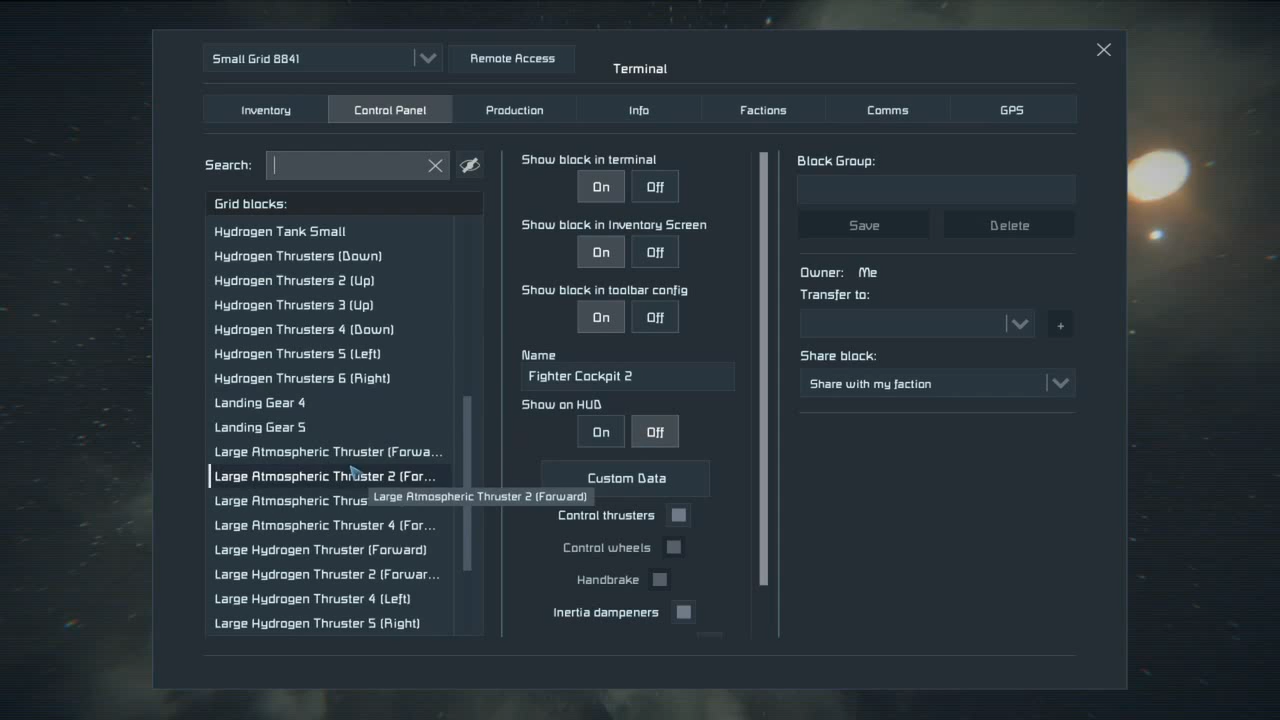 Small Grid 8841
Remote Access
Terminal
Inventory
Control Panel
Production
Info
Factions
Comms
GPS
Search:
Grid blocks:
Hydrogen Tank Small
Hydrogen Thrusters (Down)
Hydrogen Thrusters 2 (Up)
Hydrogen Thrusters 3 (Up)
Hydrogen Thrusters 4 (Down)
Hydrogen Thrusters 5 (Left)
Hydrogen Thrusters 6 (Right)
Landing Gear 4
Landing Gear 5
Large Atmospheric Thruster (Forwa...
Large Atmospheric Thruster 2 (For...
Large Atmospheric Thrus
Large Atmospheric Thruster 4 (For...
Large Hydrogen Thruster (Forward)
Large Hydrogen Thruster 2 (Forwar...
Large Hydrogen Thruster 4 (Left)
Large Hydrogen Thruster 5 (Right)
Large Atmospheric Thruster 2 (Forward)
Show block in terminal
On Off
Show block in Inventory Screen
On Off
Show block in toolbar config
On Off
Name
Fighter Cockpit 2
Show on HUD
On Off
Custom Data
Control thrusters
Control wheels
Handbrake
Inertia dampeners
Block Group:
Save Delete
Owner: Me
Transfer to:
+
Share block:
Share with my faction